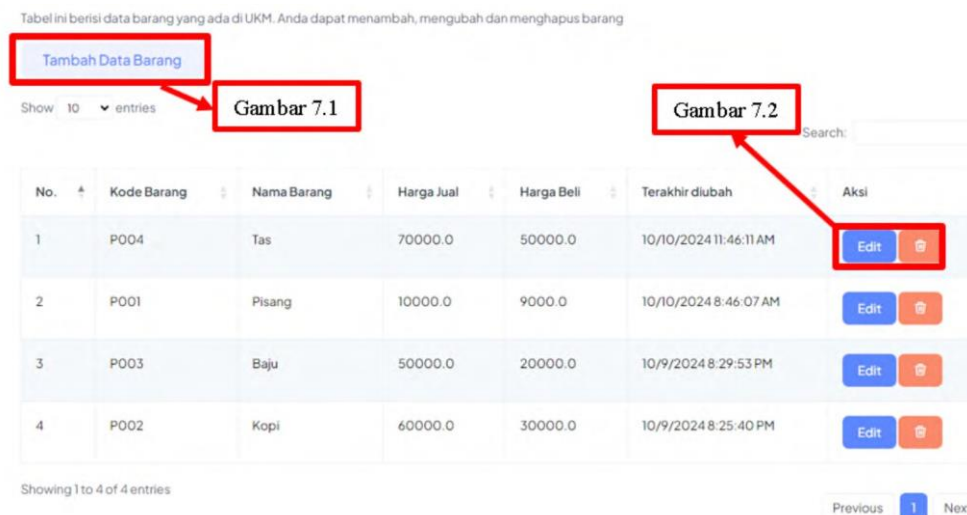 Tabel ini berisi data barang yang ada di UKM. Anda dapat menambah, mengubah dan menghapus barang
Tambah Data Barang
Show 10 entries
Gambar 7.1
Gambar 7.2
Search:
No. Kode Barang Nama Barang Harga Jual Harga Beli Terakhir diubah Aksi
1 P004 Tas 70000.0 50000.0 10/10/2024 11:46:11 AM Edit
2 P001 Pisang 10000.0 9000.0 10/10/2024 8:46:07 AM Edit
3 P003 Baju 50000.0 20000.0 10/9/2024 8:29:53 PM Edit
4 P002 Kopi 60000.0 30000.0 10/9/2024 8:25:40 PM Edit
Showing 1 to 4 of 4 entries
Previous 1 Nex